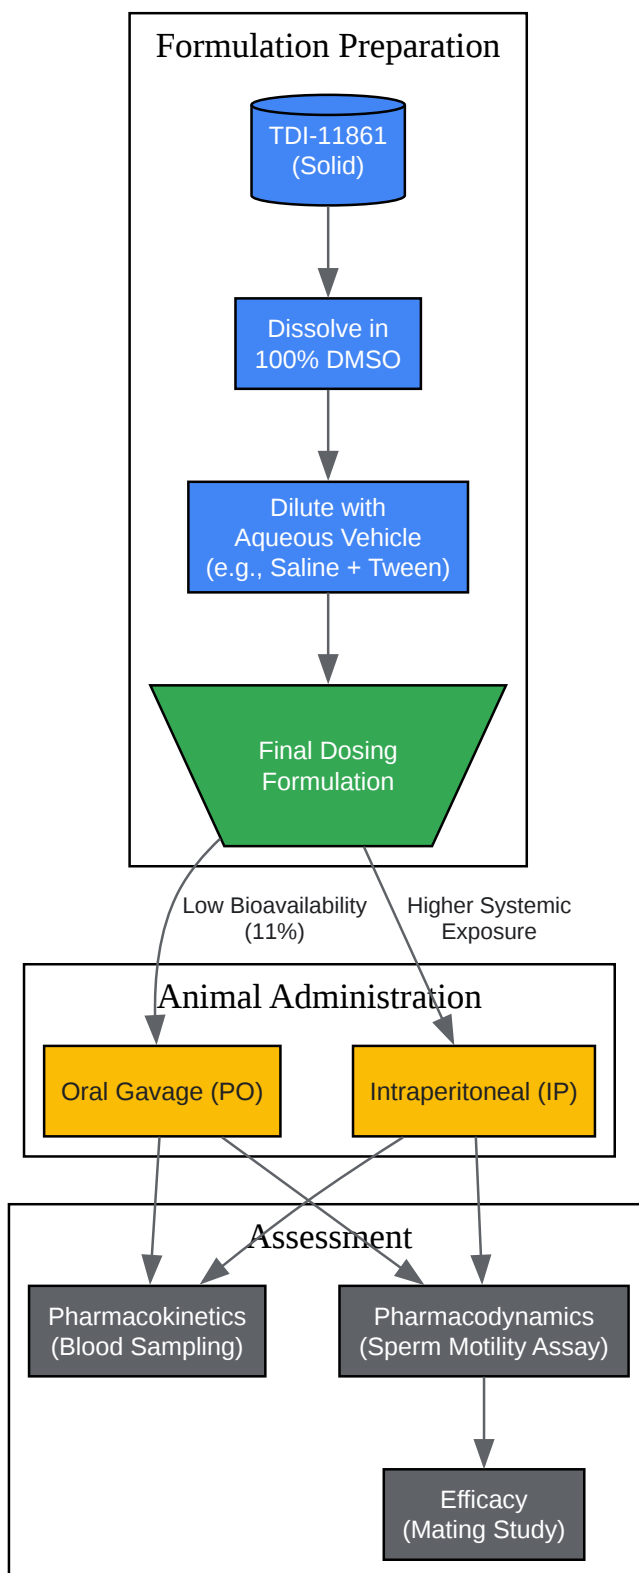 Formulation Preparation
TDI-11861
(Solid)
Dissolve in
100% DMSO
Dilute with
Aqueous Vehicle
(e.g., Saline + Tween)
Final Dosing
Formulation
Low Bioavailability
(11%)
Higher Systemic
Exposure
Animal Administration
Oral Gavage (PO)
Intraperitoneal (IP)
Assessment
Pharmacokinetics
(Blood Sampling)
Pharmacodynamics
(Sperm Motility Assay)
Efficacy
(Mating Study)